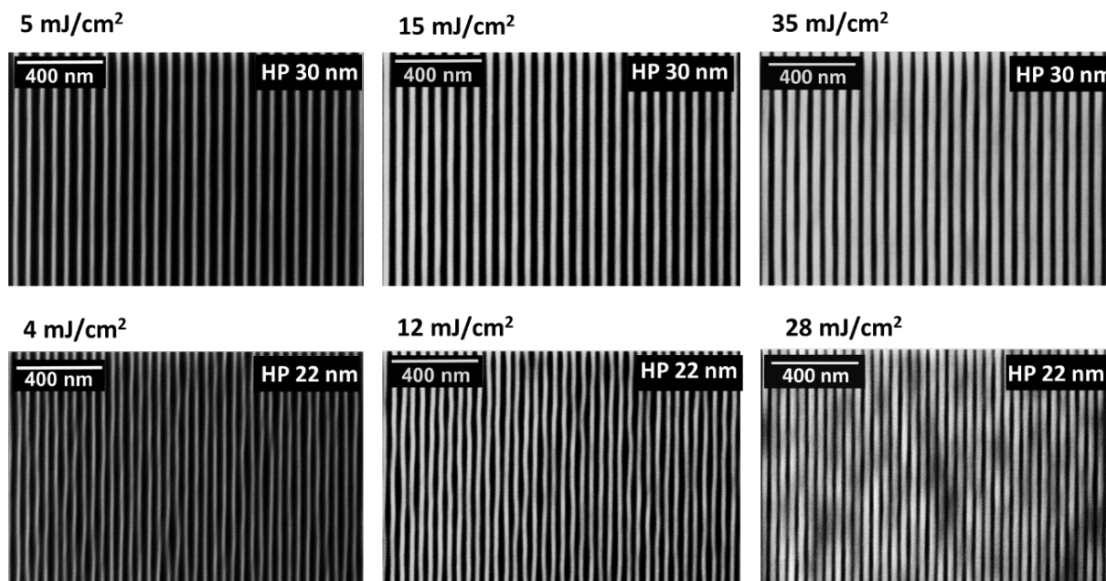 5 mJ/cm²
15 mJ/cm²
35 mJ/cm²
400 nm
HP 30 nm
400 nm
HP 30 nm
400 nm
HP 30 nm
4 mJ/cm²
12 mJ/cm²
28 mJ/cm²
400 nm
HP 22 nm
400 nm
HP 22 nm
400 nm
HP 22 nm